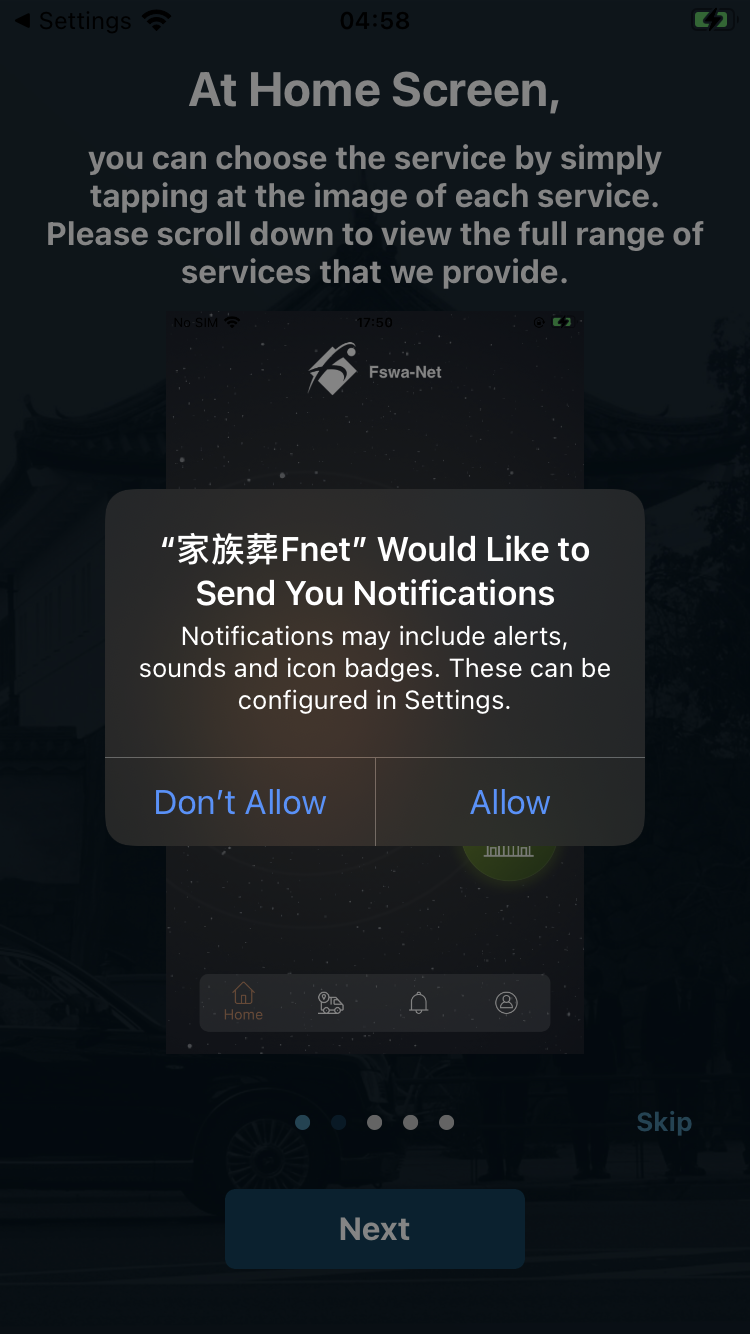 Settings
04:58
At Home Screen,
you can choose the service by simply
tapping at the image of each service.
Please scroll down to view the full range of
services that we provide.
No SIM
17:50
Fswa-Net
“家族葬Fnet” Would Like to
Send You Notifications
Notifications may include alerts,
sounds and icon badges. These can be
configured in Settings.
Don’t Allow
Allow
Home
Skip
Next